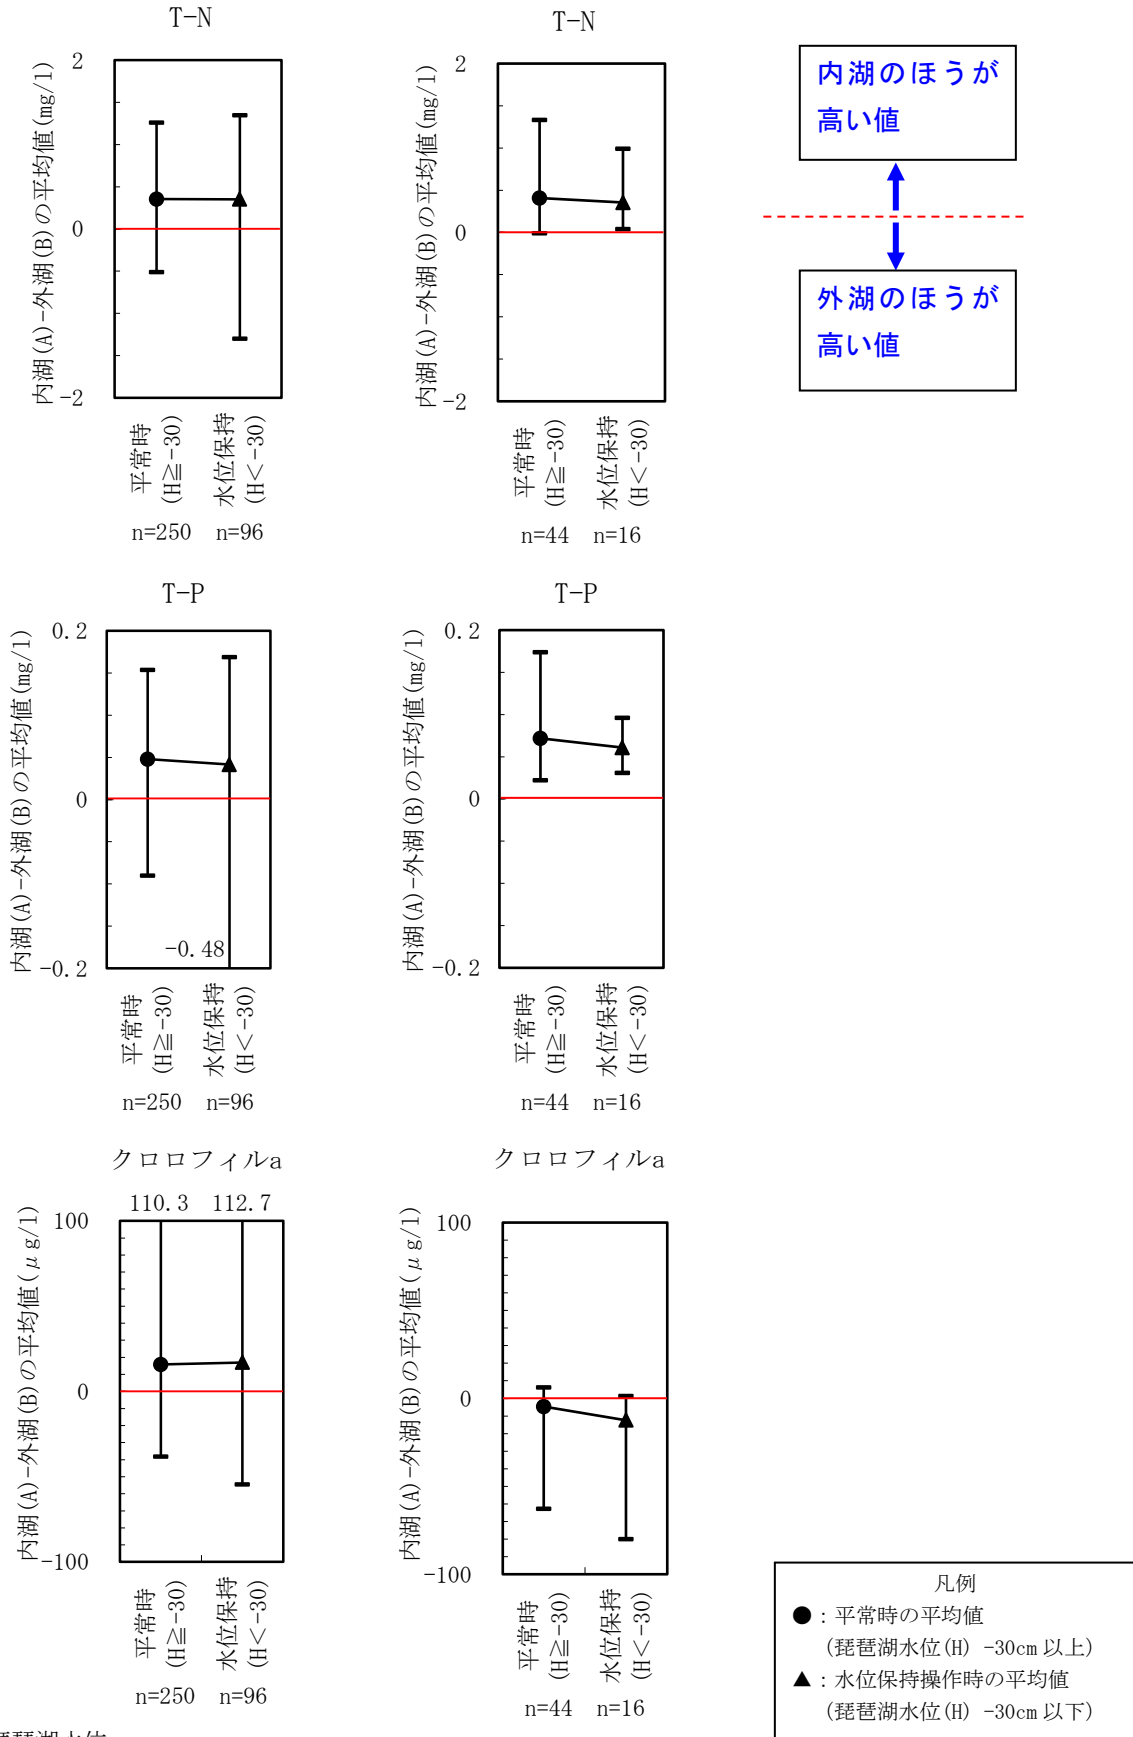 T-N
内湖(A)-外湖(B)の平均値(mg/l)
2
0
-2
平常時
(H≧-30)
水位保持
(H<-30)
n=250
n=96
T-N
内湖(A)-外湖(B)の平均値(mg/l)
2
0
-2
平常時
(H≧-30)
水位保持
(H<-30)
n=44
n=16
内湖のほうが
高い値
外湖のほうが
高い値
T-P
内湖(A)-外湖(B)の平均値(mg/l)
0.2
0
-0.2
-0.48
平常時
(H≧-30)
水位保持
(H<-30)
n=250
n=96
T-P
内湖(A)-外湖(B)の平均値(mg/l)
0.2
0
-0.2
平常時
(H≧-30)
水位保持
(H<-30)
n=44
n=16
クロロフィルa
110.3
112.7
内湖(A)-外湖(B)の平均値(μg/l)
100
0
-100
平常時
(H≧-30)
水位保持
(H<-30)
n=250
n=96
クロロフィルa
内湖(A)-外湖(B)の平均値(μg/l)
100
0
-100
平常時
(H≧-30)
水位保持
(H<-30)
n=44
n=16
凡例
●：平常時の平均値
(琵琶湖水位(H) -30cm 以上)
▲：水位保持操作時の平均値
(琵琶湖水位(H) -30cm 以下)